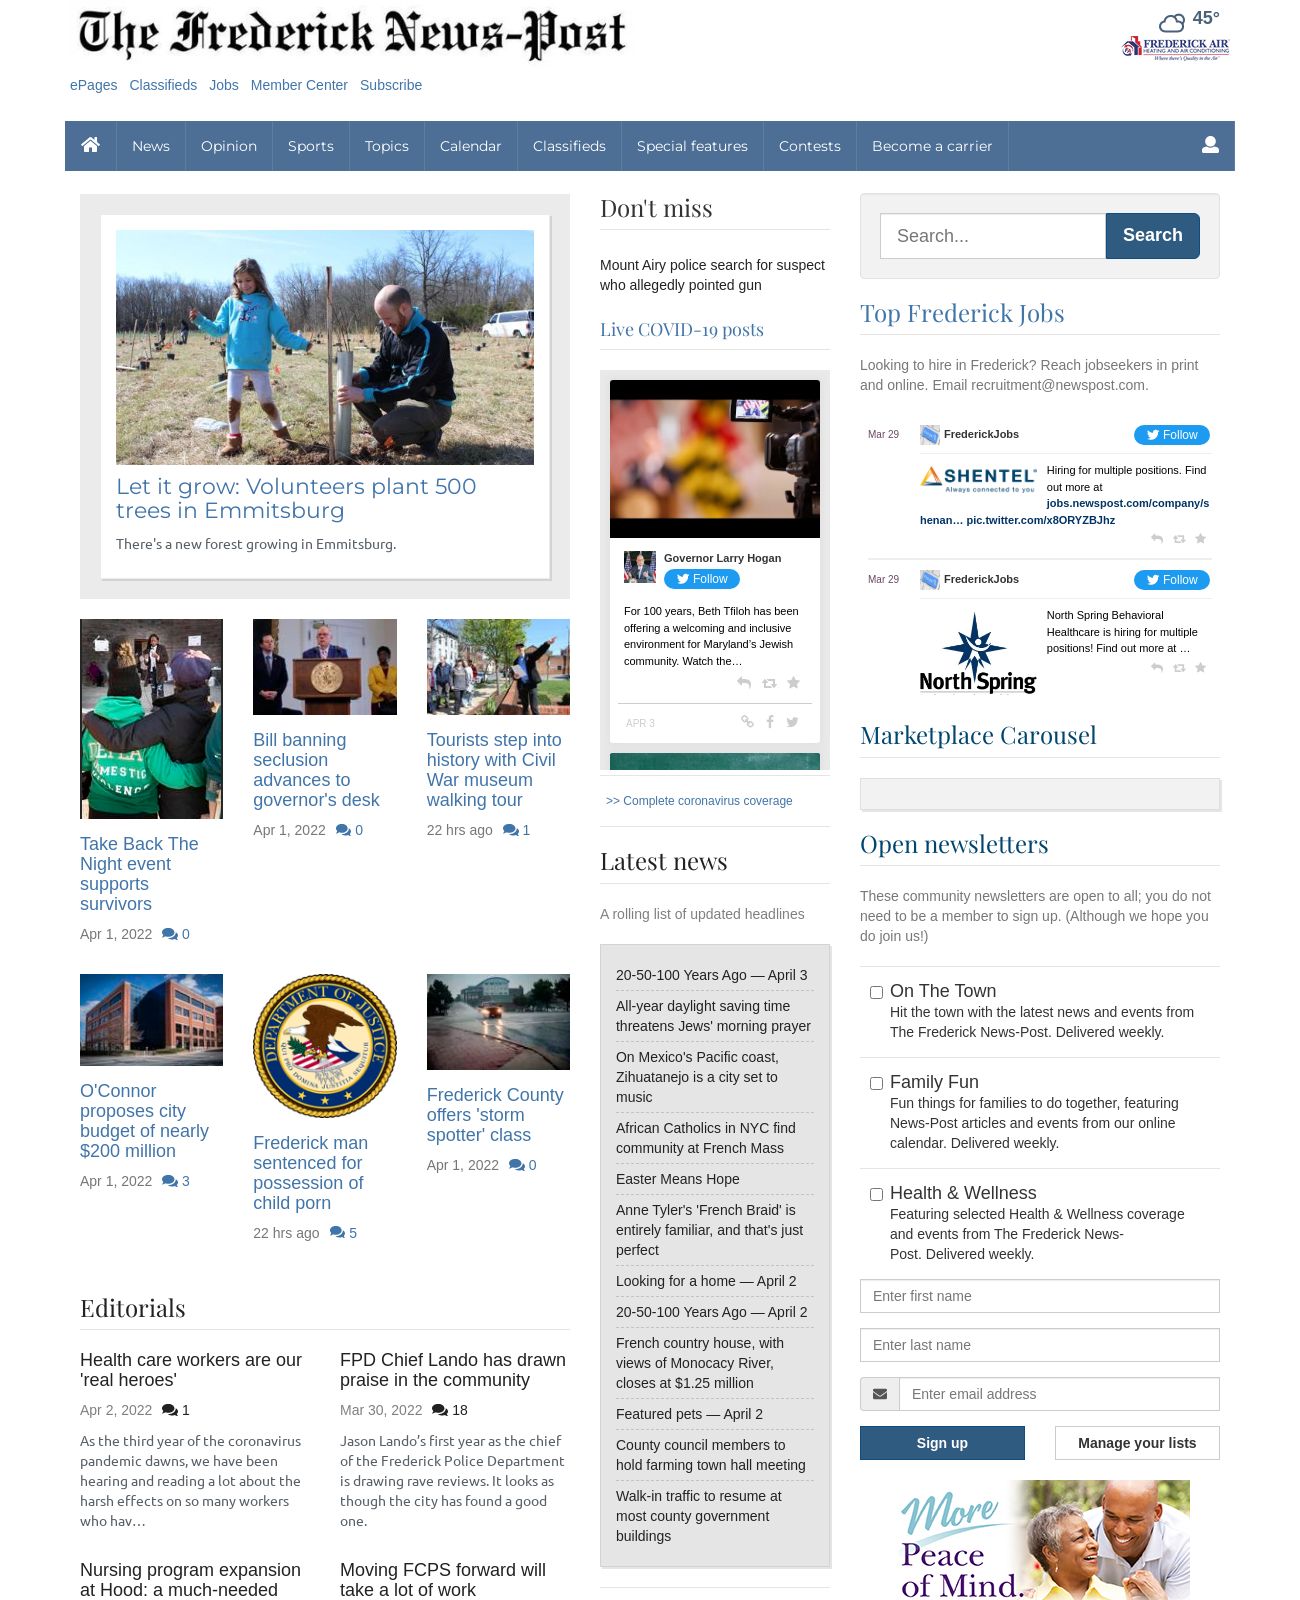 The Frederick News-Post
45°
FREDERICK AIR
HEATING AND AIR CONDITIONING
Where there's Quality in the Air
ePages Classifieds Jobs Member Center Subscribe
News Opinion Sports Topics Calendar Classifieds Special features Contests Become a carrier
Let it grow: Volunteers plant 500
trees in Emmitsburg
There's a new forest growing in Emmitsburg.
Take Back The
Night event
supports
survivors
Apr 1, 2022 0
Bill banning
seclusion
advances to
governor's desk
Apr 1, 2022 0
Tourists step into
history with Civil
War museum
walking tour
22 hrs ago 1
O'Connor
proposes city
budget of nearly
$200 million
Apr 1, 2022 3
DEPARTMENT OF JUSTICE
QUI PRO DOMINA JUSTITIA SEQUITUR
Frederick man
sentenced for
possession of
child porn
22 hrs ago 5
Frederick County
offers 'storm
spotter' class
Apr 1, 2022 0
Editorials
Health care workers are our
'real heroes'
Apr 2, 2022 1
As the third year of the coronavirus
pandemic dawns, we have been
hearing and reading a lot about the
harsh effects on so many workers
who hav…
FPD Chief Lando has drawn
praise in the community
Mar 30, 2022 18
Jason Lando’s first year as the chief
of the Frederick Police Department
is drawing rave reviews. It looks as
though the city has found a good
one.
Nursing program expansion
at Hood: a much-needed
Moving FCPS forward will
take a lot of work
Don't miss
Mount Airy police search for suspect
who allegedly pointed gun
Live COVID-19 posts
Governor Larry Hogan
Follow
For 100 years, Beth Tfiloh has been
offering a welcoming and inclusive
environment for Maryland’s Jewish
community. Watch the…
APR 3
>> Complete coronavirus coverage
Latest news
A rolling list of updated headlines
20-50-100 Years Ago — April 3
All-year daylight saving time
threatens Jews' morning prayer
On Mexico's Pacific coast,
Zihuatanejo is a city set to
music
African Catholics in NYC find
community at French Mass
Easter Means Hope
Anne Tyler's 'French Braid' is
entirely familiar, and that's just
perfect
Looking for a home — April 2
20-50-100 Years Ago — April 2
French country house, with
views of Monocacy River,
closes at $1.25 million
Featured pets — April 2
County council members to
hold farming town hall meeting
Walk-in traffic to resume at
most county government
buildings
Search...
Search
Top Frederick Jobs
Looking to hire in Frederick? Reach jobseekers in print
and online. Email recruitment@newspost.com.
Mar 29 FrederickJobs Follow
SHENTEL
Always connected to you
Hiring for multiple positions. Find
out more at
jobs.newspost.com/company/s
henan… pic.twitter.com/x8ORYZBJhz
Mar 29 FrederickJobs Follow
North Spring
North Spring Behavioral
Healthcare is hiring for multiple
positions! Find out more at …
Marketplace Carousel
Open newsletters
These community newsletters are open to all; you do not
need to be a member to sign up. (Although we hope you
do join us!)
On The Town
Hit the town with the latest news and events from
The Frederick News-Post. Delivered weekly.
Family Fun
Fun things for families to do together, featuring
News-Post articles and events from our online
calendar. Delivered weekly.
Health & Wellness
Featuring selected Health & Wellness coverage
and events from The Frederick News-
Post. Delivered weekly.
Enter first name
Enter last name
Enter email address
Sign up Manage your lists
More
Peace
of Mind.